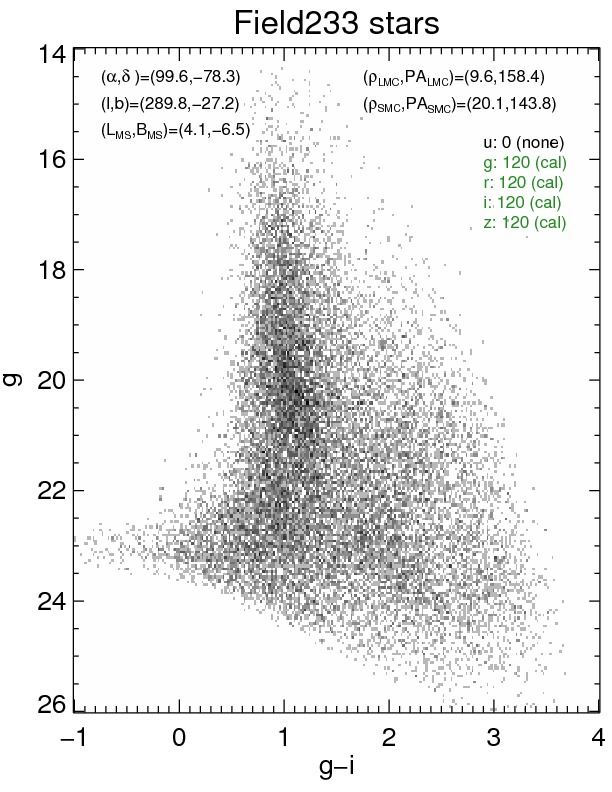 Field233 stars
(α,δ )=(99.6,−78.3)
(l,b)=(289.8,−27.2)
(LMS,BMS)=(4.1,−6.5)
(ρLMC,PALMC)=(9.6,158.4)
(ρSMC,PASMC)=(20.1,143.8)
u: 0 (none)
g: 120 (cal)
r: 120 (cal)
i: 120 (cal)
z: 120 (cal)
14
16
18
20
22
24
26
g
−1 0 1 2 3 4
g−i